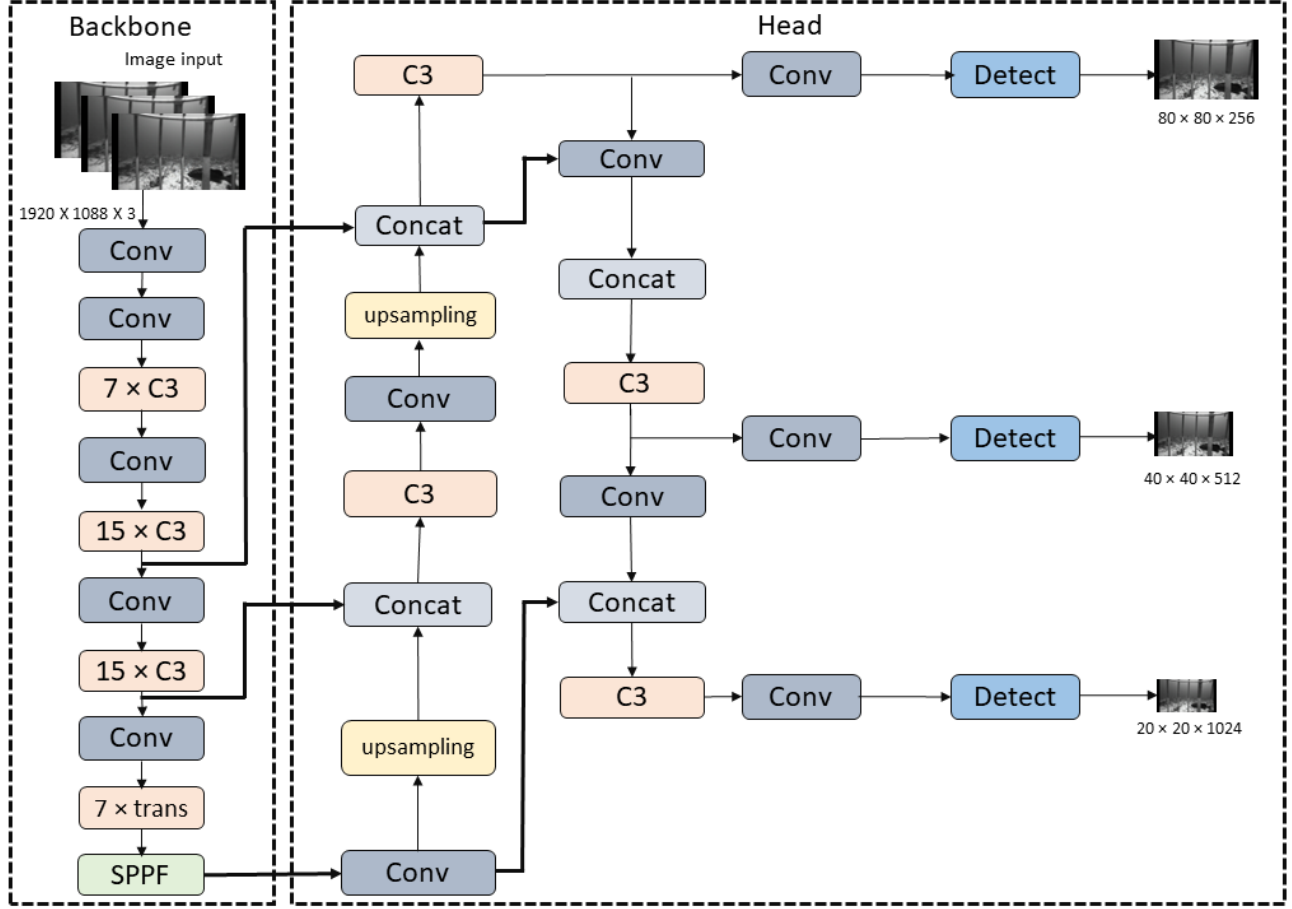 Backbone
Image input
1920 X 1088 X 3
Conv
Conv
7 × C3
Conv
15 × C3
Conv
15 × C3
Conv
7 × trans
SPPF
Head
C3
Concat
upsampling
Conv
C3
Concat
upsampling
Conv
Conv
Concat
C3
Conv
Concat
C3
Conv
Detect
80 × 80 × 256
Conv
Detect
40 × 40 × 512
Conv
Detect
20 × 20 × 1024